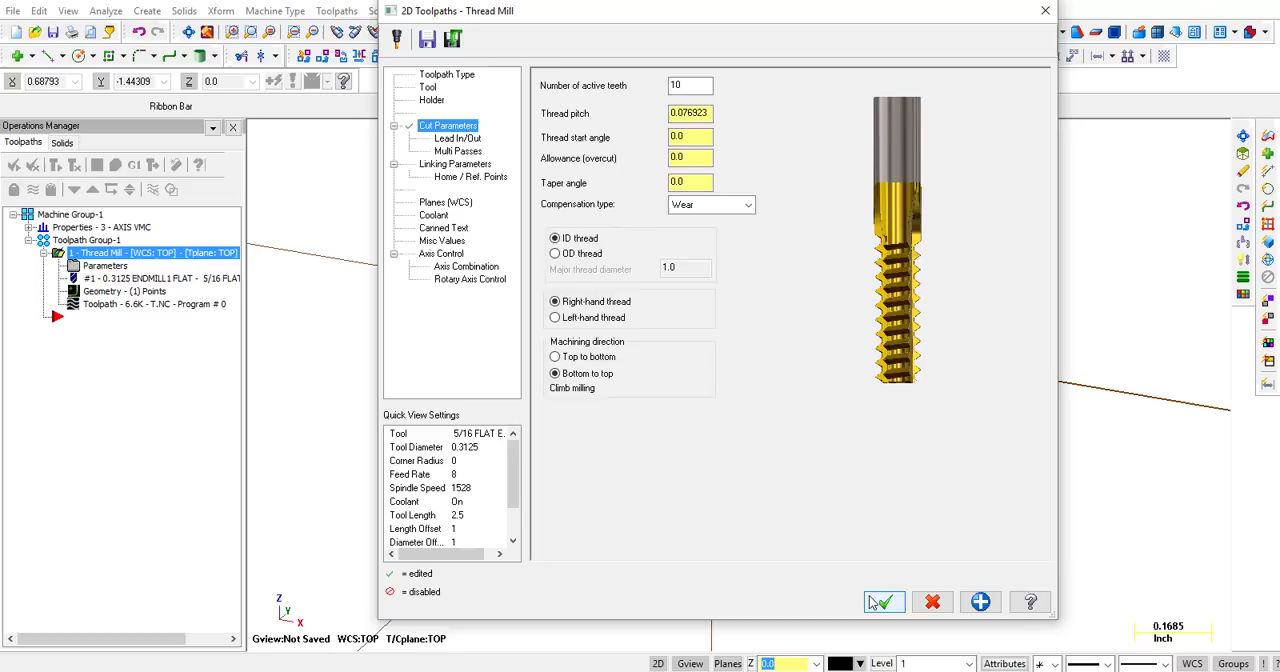 File Edit View Analyze Create Solids Xform Machine Type Toolpaths
2D Toolpaths - Thread Mill
X 0.68793 Y -1.44309 Z 0.0
Ribbon Bar
Operations Manager
Toolpaths Solids
G1
Machine Group-1
Properties - 3 - AXIS VMC
Toolpath Group-1
1 - Thread Mill - [WCS: TOP] - [Tplane: TOP]
Parameters
#1 - 0.3125 ENDMILL1 FLAT - 5/16 FLAT
Geometry - (1) Points
Toolpath - 6.6K - T.NC - Program # 0
Toolpath Type
Tool
Holder
Cut Parameters
Lead In/Out
Multi Passes
Linking Parameters
Home / Ref. Points
Planes (WCS)
Coolant
Canned Text
Misc Values
Axis Control
Axis Combination
Rotary Axis Control
Quick View Settings
Tool 5/16 FLAT E.
Tool Diameter 0.3125
Corner Radius 0
Feed Rate 8
Spindle Speed 1528
Coolant On
Tool Length 2.5
Length Offset 1
Diameter Off... 1
= edited
= disabled
Number of active teeth 10
Thread pitch 0.076923
Thread start angle 0.0
Allowance (overcut) 0.0
Taper angle 0.0
Compensation type: Wear
ID thread
OD thread
Major thread diameter 1.0
Right-hand thread
Left-hand thread
Machining direction
Top to bottom
Bottom to top
Climb milling
Z
Y
X
Gview:Not Saved WCS:TOP T/Cplane:TOP
0.1685
Inch
2D Gview Planes Z 0.0 Level 1 Attributes WCS Groups ! ?